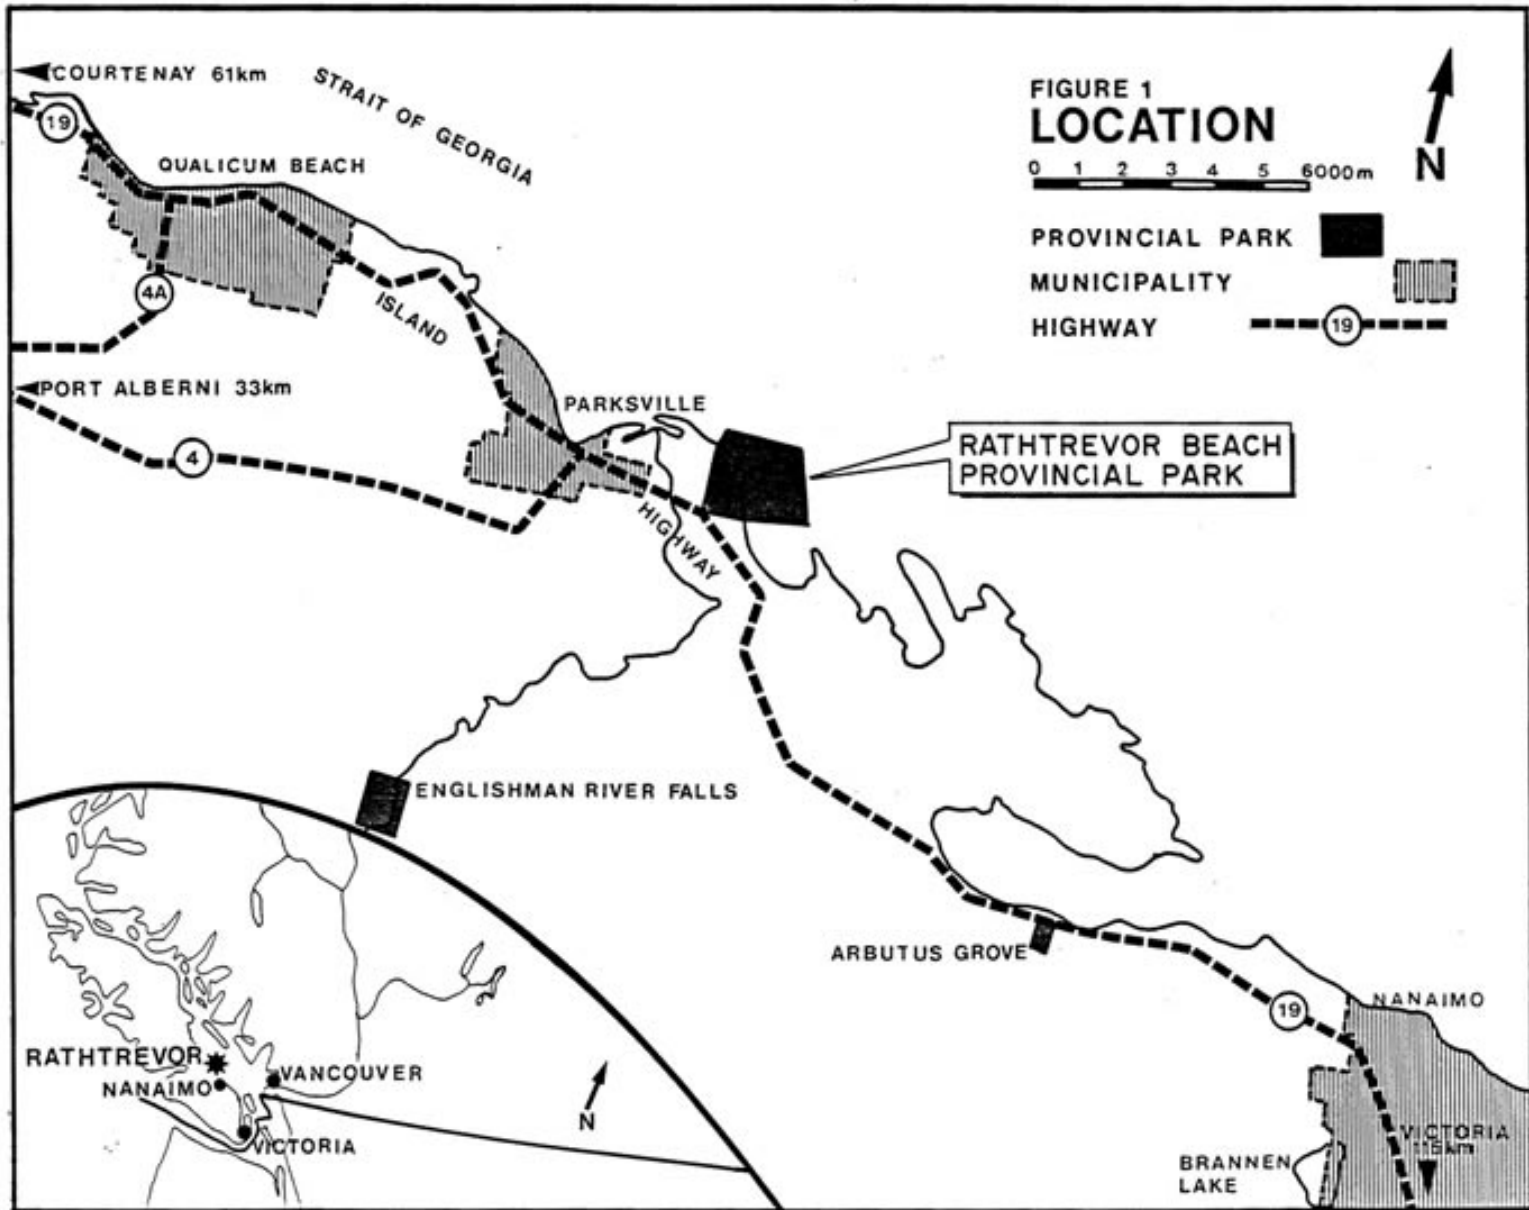 COURTENAY 61km
STRAIT OF GEORGIA
FIGURE 1
LOCATION
0 1 2 3 4 5 6000m
N
19
QUALICUM BEACH
PROVINCIAL PARK
MUNICIPALITY
HIGHWAY 19
4A
ISLAND
PORT ALBERNI 33km
PARKSVILLE
4
RATHTREVOR BEACH
PROVINCIAL PARK
HIGHWAY
ENGLISHMAN RIVER FALLS
ARBUTUS GROVE
19
NANAIMO
RATHTREVOR
NANAIMO
VANCOUVER
VICTORIA
N
VICTORIA
115km
BRANNEN
LAKE